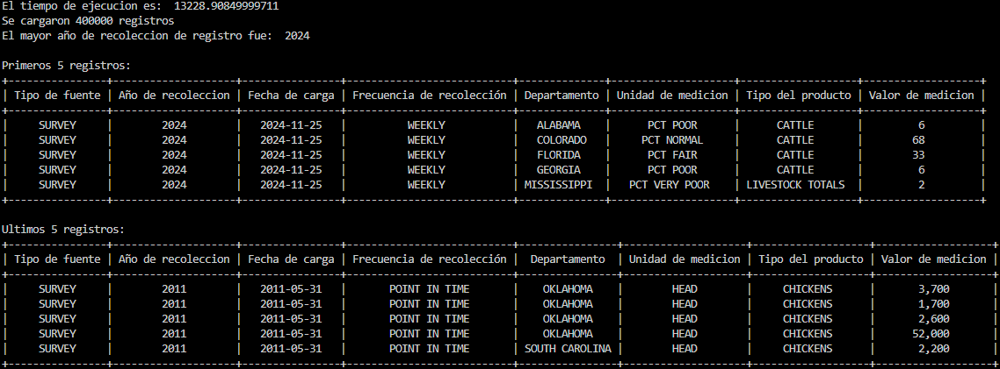 El tiempo de ejecucion es:  13228.90849999711
Se cargaron 400000 registros
El mayor año de recoleccion de registro fue:  2024
Primeros 5 registros:
+----------------+--------------------+----------------+---------------------------+--------------+--------------------+-------------------+-------------------+
| Tipo de fuente | Año de recoleccion | Fecha de carga | Frecuencia de recolección | Departamento | Unidad de medicion | Tipo del producto | Valor de medicion |
+----------------+--------------------+----------------+---------------------------+--------------+--------------------+-------------------+-------------------+
|     SURVEY     |        2024        |   2024-11-25   |          WEEKLY           |   ALABAMA    |      PCT POOR      |       CATTLE      |         6         |
|     SURVEY     |        2024        |   2024-11-25   |          WEEKLY           |   COLORADO   |     PCT NORMAL     |       CATTLE      |         68        |
|     SURVEY     |        2024        |   2024-11-25   |          WEEKLY           |   FLORIDA    |      PCT FAIR      |       CATTLE      |         33        |
|     SURVEY     |        2024        |   2024-11-25   |          WEEKLY           |   GEORGIA    |      PCT POOR      |       CATTLE      |         6         |
|     SURVEY     |        2024        |   2024-11-25   |          WEEKLY           | MISSISSIPPI  |   PCT VERY POOR    |  LIVESTOCK TOTALS |         2         |
+----------------+--------------------+----------------+---------------------------+--------------+--------------------+-------------------+-------------------+
Ultimos 5 registros:
+----------------+--------------------+----------------+---------------------------+----------------+--------------------+-------------------+-------------------+
| Tipo de fuente | Año de recoleccion | Fecha de carga | Frecuencia de recolección |  Departamento  | Unidad de medicion | Tipo del producto | Valor de medicion |
+----------------+--------------------+----------------+---------------------------+----------------+--------------------+-------------------+-------------------+
|     SURVEY     |        2011        |   2011-05-31   |       POINT IN TIME       |    OKLAHOMA    |        HEAD        |      CHICKENS     |       3,700       |
|     SURVEY     |        2011        |   2011-05-31   |       POINT IN TIME       |    OKLAHOMA    |        HEAD        |      CHICKENS     |       1,700       |
|     SURVEY     |        2011        |   2011-05-31   |       POINT IN TIME       |    OKLAHOMA    |        HEAD        |      CHICKENS     |       2,600       |
|     SURVEY     |        2011        |   2011-05-31   |       POINT IN TIME       |    OKLAHOMA    |        HEAD        |      CHICKENS     |       52,000      |
|     SURVEY     |        2011        |   2011-05-31   |       POINT IN TIME       | SOUTH CAROLINA |        HEAD        |      CHICKENS     |       2,200       |
+----------------+--------------------+----------------+---------------------------+----------------+--------------------+-------------------+-------------------+